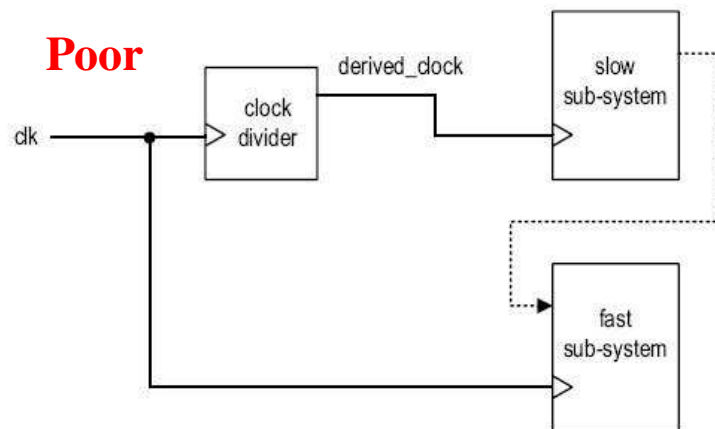 Poor
derived_clock
slow
sub-system
clock
divider
clk
fast
sub-system